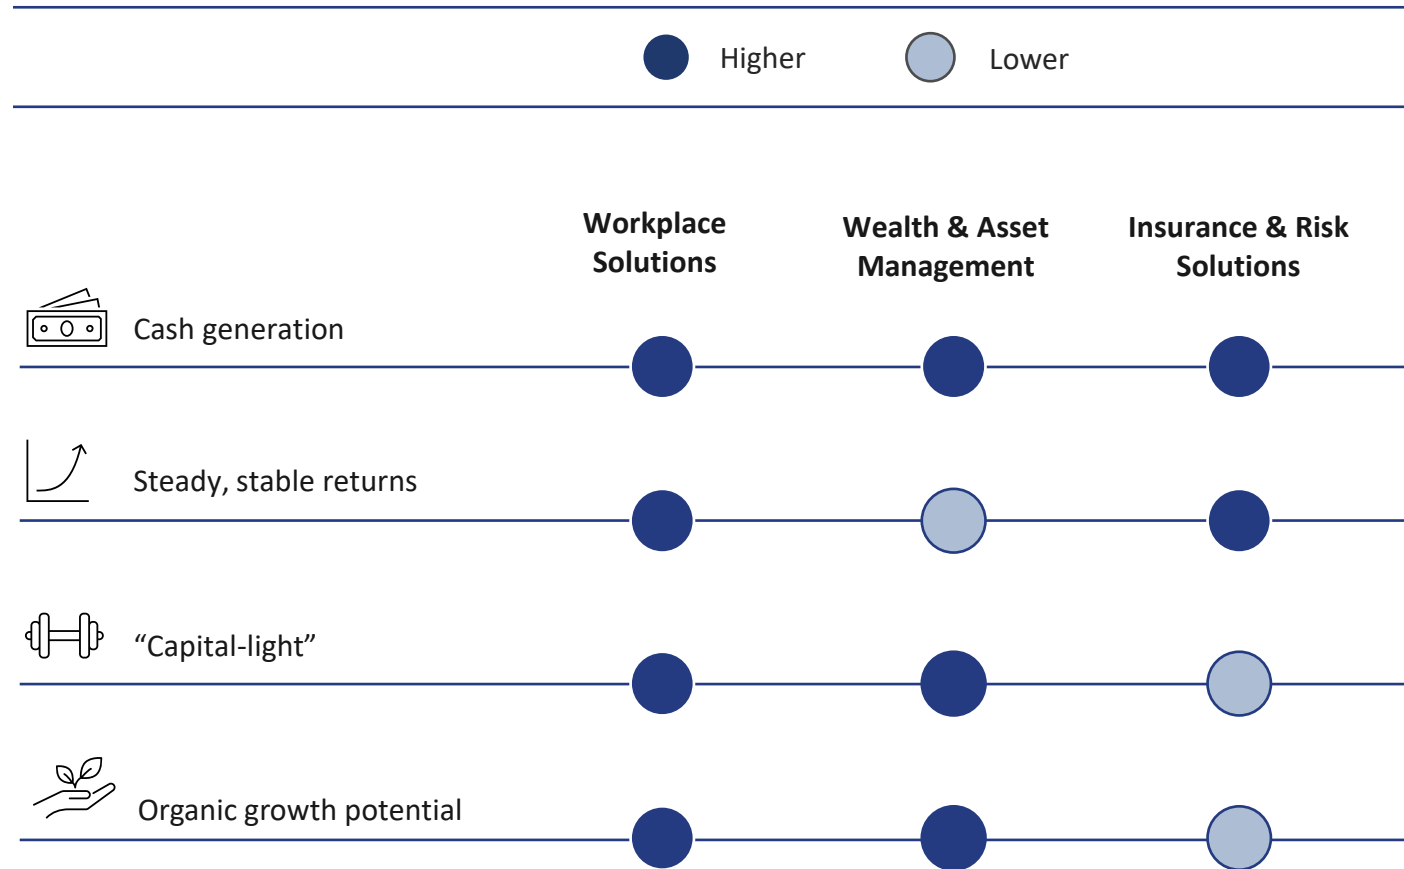 Higher Lower
Workplace Solutions
Wealth & Asset Management
Insurance & Risk Solutions
Cash generation
Steady, stable returns
“Capital-light”
Organic growth potential